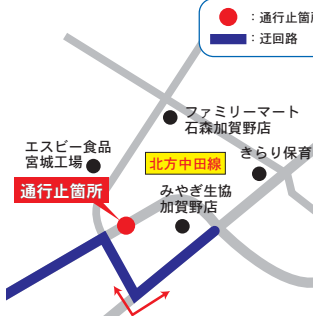 ：通行止箇所
：迂回路
ファミリーマート
石森加賀野店
エスビー食品
宮城工場
きらり保育
北方中田線
通行止箇所
みやぎ生協
加賀野店